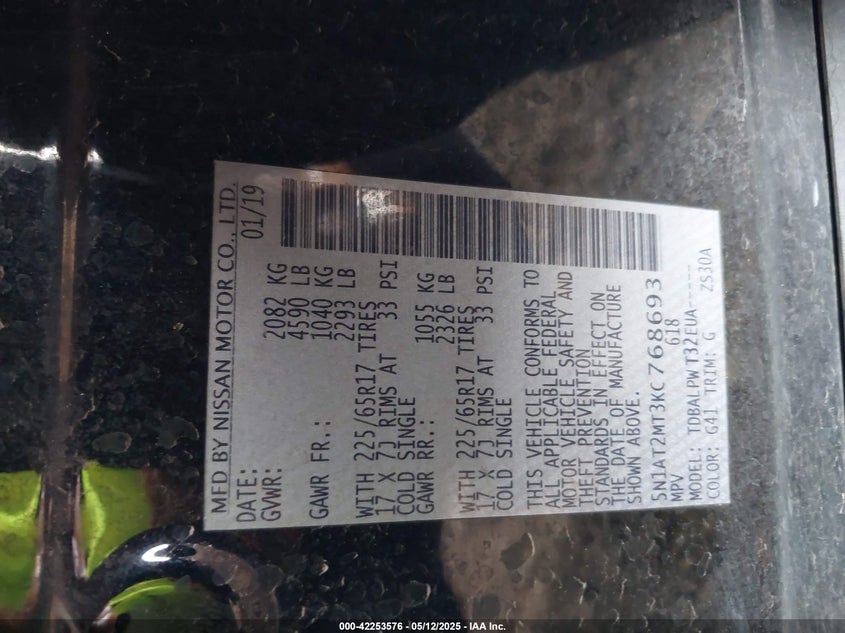 MFD BY NISSAN MOTOR CO., LTD.
DATE: 01/19
GVWR: 2082 KG
4590 LB
GAWR FR.: 1040 KG
2293 LB
WITH 225/65R17 TIRES
17 X 7J RIMS AT 33 PSI
COLD SINGLE
GAWR RR.: 1055 KG
2326 LB
WITH 225/65R17 TIRES
17 X 7J RIMS AT 33 PSI
COLD SINGLE
THIS VEHICLE CONFORMS TO
ALL APPLICABLE FEDERAL
MOTOR VEHICLE SAFETY AND
THEFT PREVENTION
STANDARDS IN EFFECT ON
THE DATE OF MANUFACTURE
SHOWN ABOVE.
5N1AT2MT3KC768693
MPV 618
MODEL: TDBALPWT32EUA-----
COLOR: G41 TRIM: G ZS30A
000-42253576 - 05/12/2025 - IAA Inc.